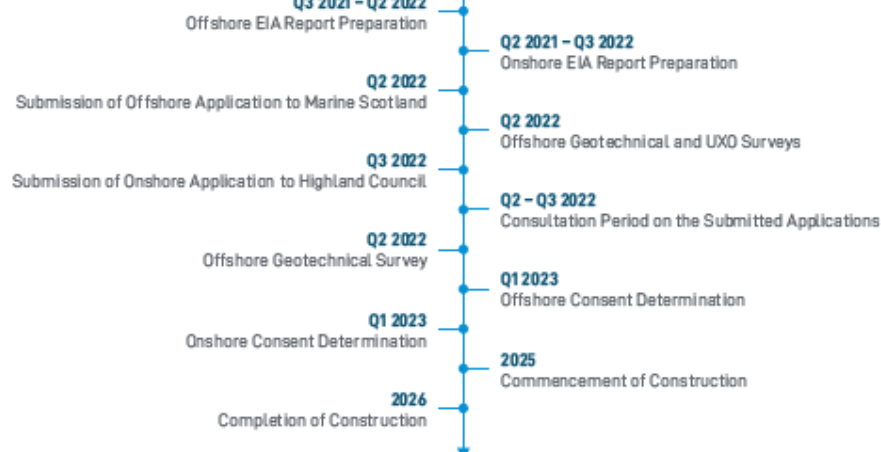 Q3 2021 – Q2 2022
Offshore EIA Report Preparation
Q2 2021 – Q3 2022
Onshore EIA Report Preparation
Q2 2022
Submission of Offshore Application to Marine Scotland
Q2 2022
Offshore Geotechnical and UXO Surveys
Q3 2022
Submission of Onshore Application to Highland Council
Q2 – Q3 2022
Consultation Period on the Submitted Applications
Q2 2022
Offshore Geotechnical Survey
Q1 2023
Offshore Consent Determination
Q1 2023
Onshore Consent Determination
2025
Commencement of Construction
2026
Completion of Construction